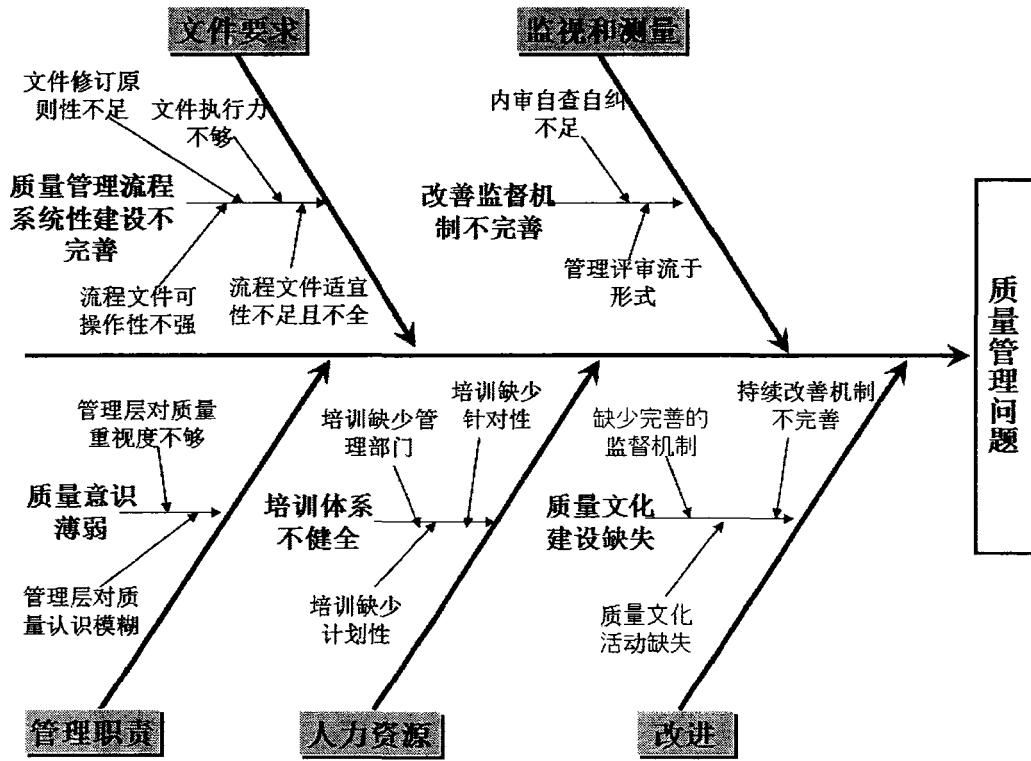 文件要求
监视和测量
文件修订原
则性不足
文件执行力
不够
内审自查自纠
不足
质量管理流程
系统性建设不
完善
改善监督机
制不完善
流程文件可
操作性不强
流程文件适宜
性不足且不全
管理评审流于
形式
质量管理问题
管理层对质量
重视度不够
培训缺少管
理部门
培训缺少
针对性
缺少完善的
监督机制
持续改善机制
不完善
质量意识
薄弱
培训体系
不健全
质量文化
建设缺失
管理层对质
量认识模糊
培训缺少
计划性
质量文化
活动缺失
管理职责
人力资源
改进